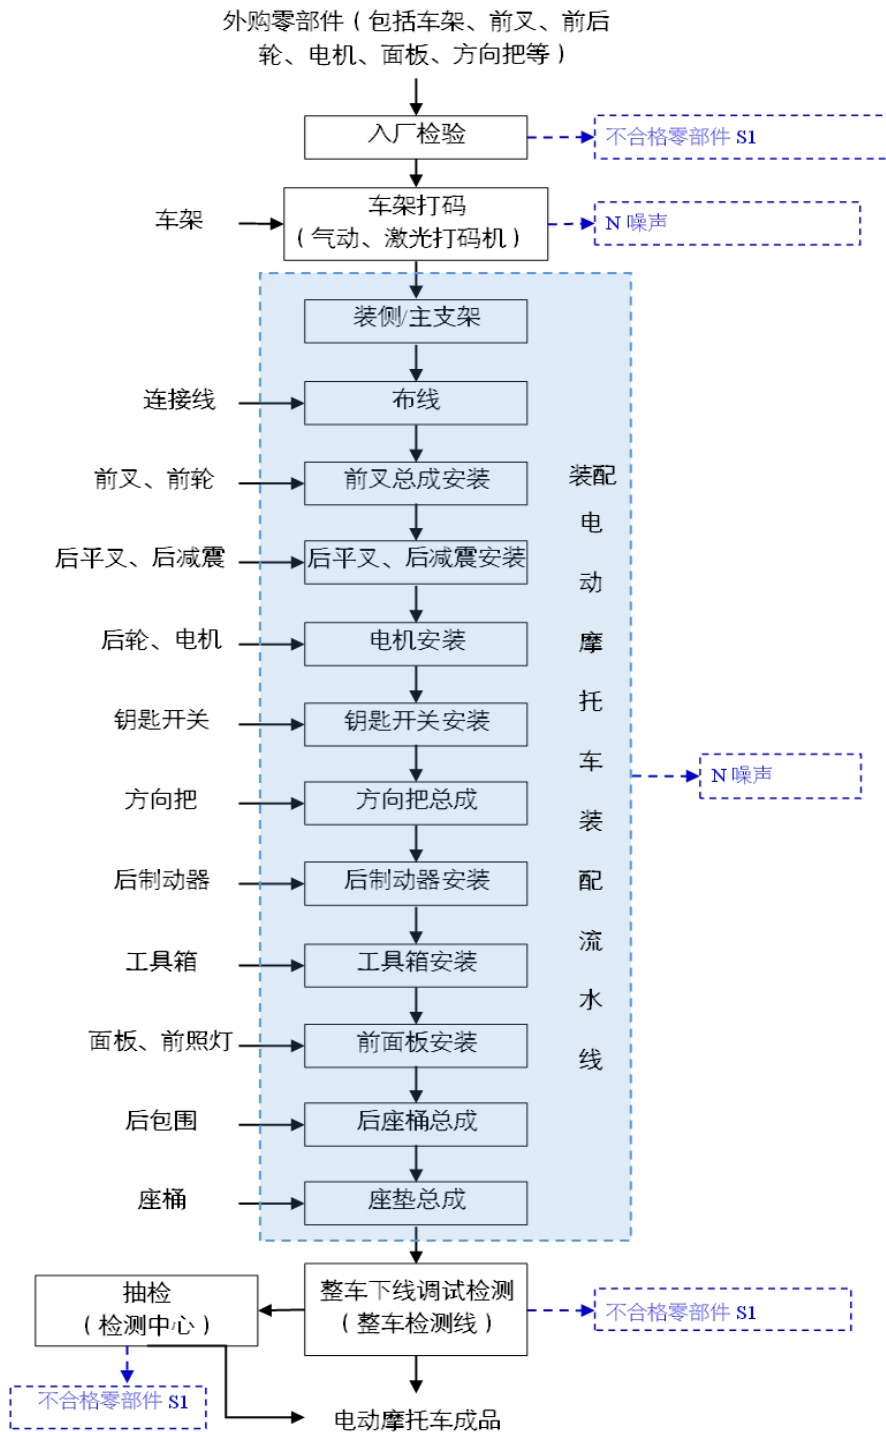 外购零部件（包括车架、前叉、前后
轮、电机、面板、方向把等）
入厂检验
不合格零部件 S1
车架
车架打码
（气动、激光打码机）
N 噪声
装侧/主支架
连接线
布线
前叉、前轮
前叉总成安装
后平叉、后减震
后平叉、后减震安装
后轮、电机
电机安装
钥匙开关
钥匙开关安装
方向把
方向把总成
后制动器
后制动器安装
工具箱
工具箱安装
面板、前照灯
前面板安装
后包围
后座桶总成
座桶
座垫总成
装配
电
动
摩
托
车
装
配
流
水
线
N 噪声
抽检
（检测中心）
整车下线调试检测
（整车检测线）
不合格零部件 S1
不合格零部件 S1
电动摩托车成品